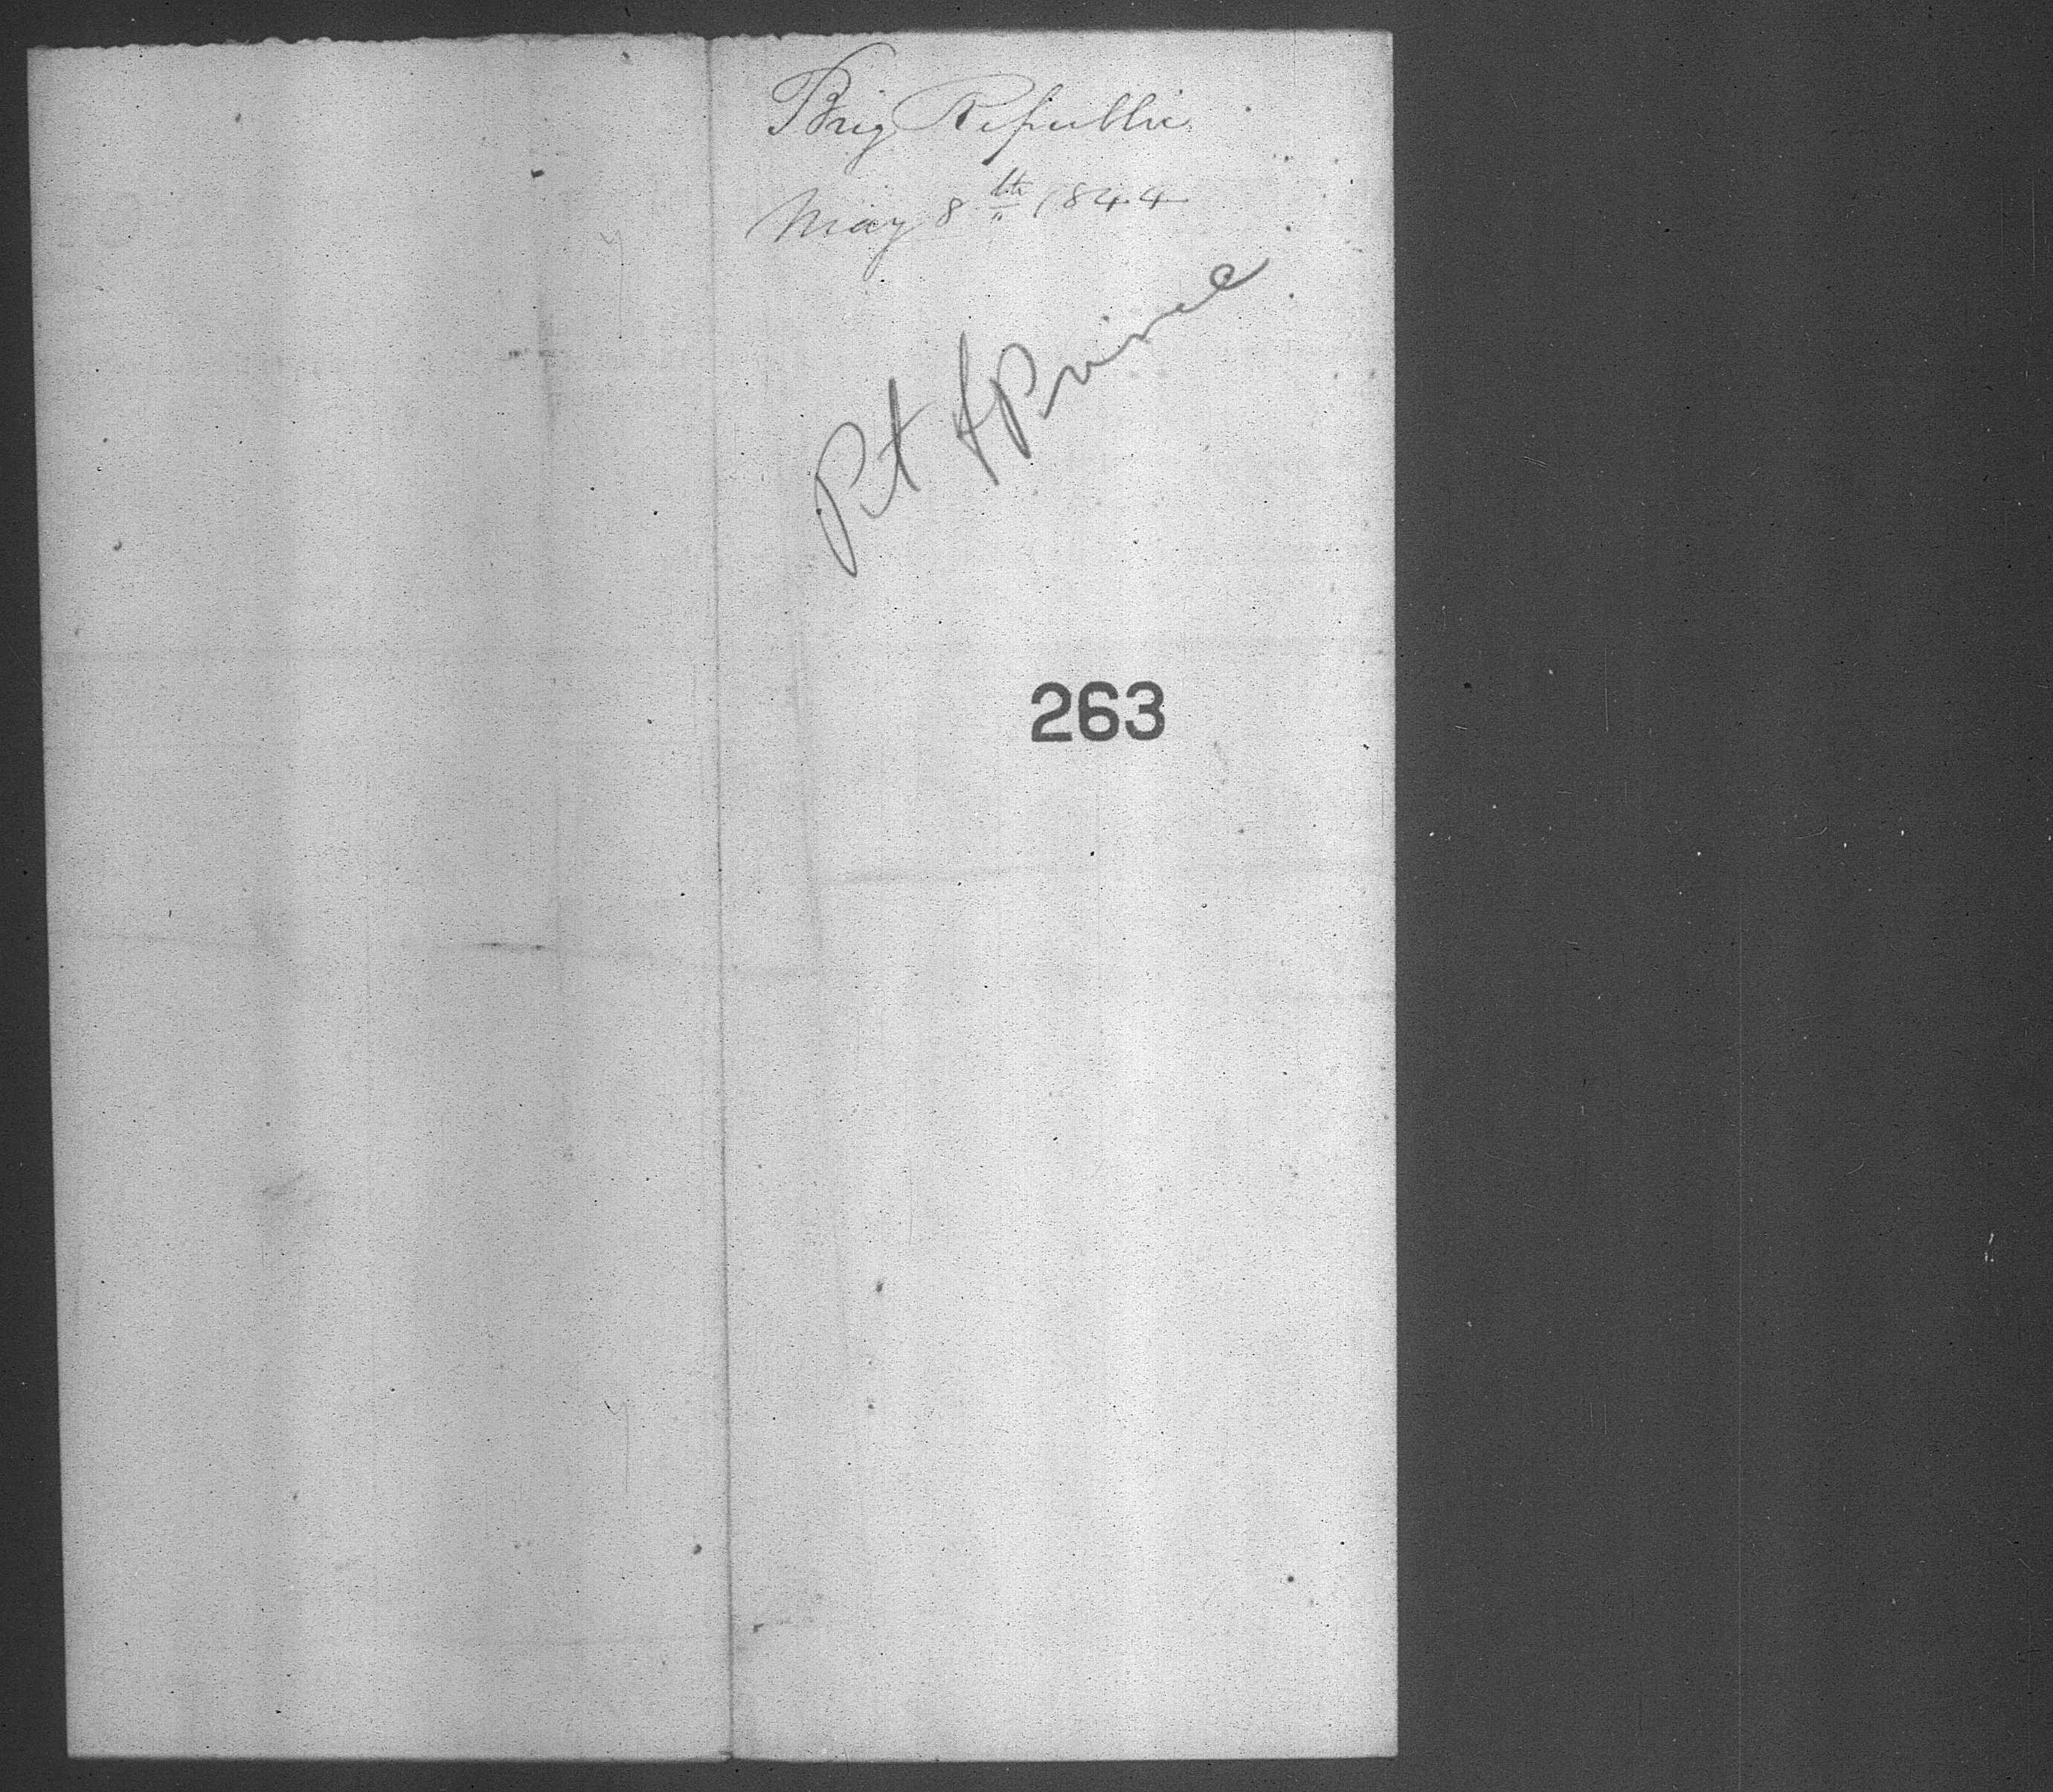 Brig Republic
May 8th 1844
Pt Prince
263